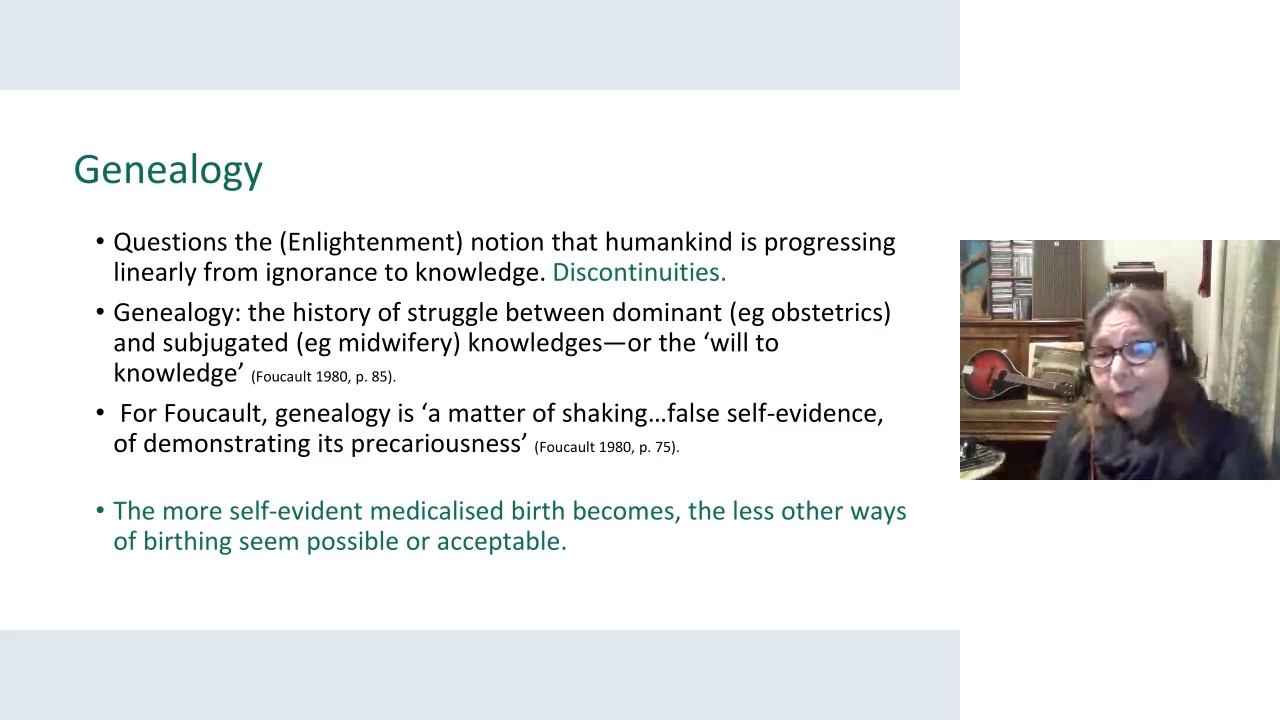 Genealogy
• Questions the (Enlightenment) notion that humankind is progressing
linearly from ignorance to knowledge. Discontinuities.
• Genealogy: the history of struggle between dominant (eg obstetrics)
and subjugated (eg midwifery) knowledges—or the ‘will to
knowledge’ (Foucault 1980, p. 85).
• For Foucault, genealogy is ‘a matter of shaking…false self-evidence,
of demonstrating its precariousness’ (Foucault 1980, p. 75).
• The more self-evident medicalised birth becomes, the less other ways
of birthing seem possible or acceptable.